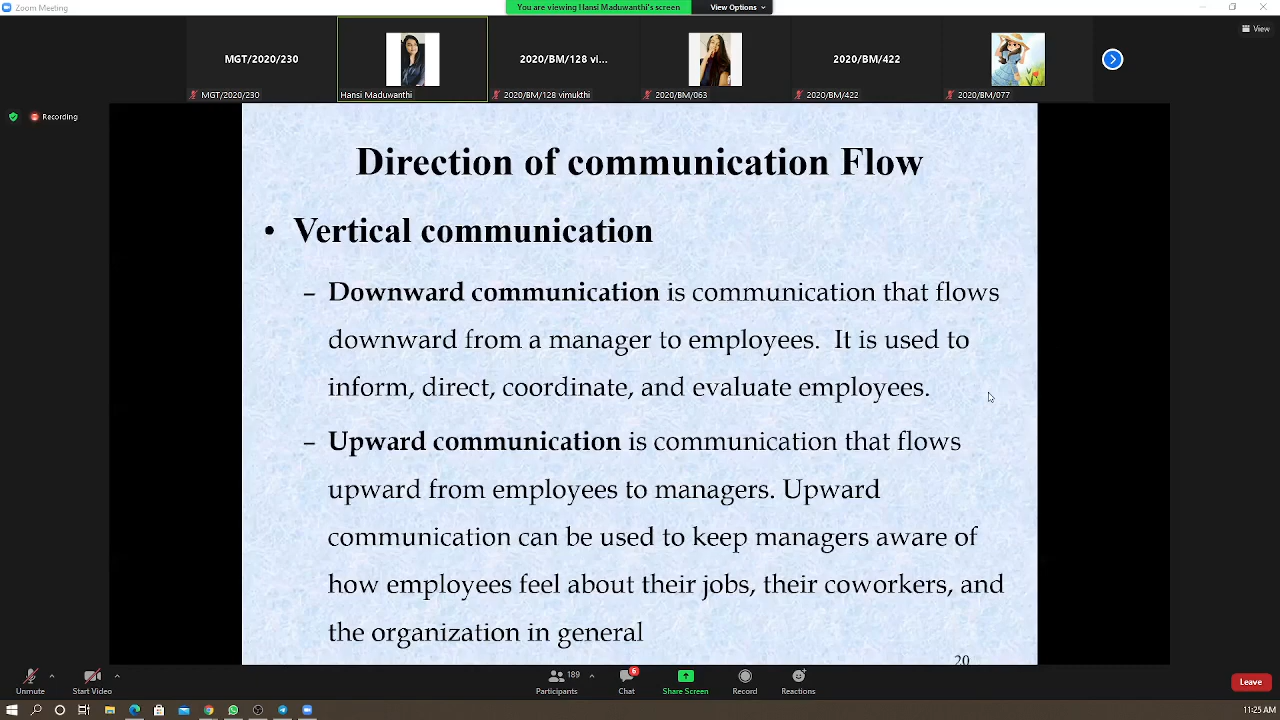 Zoom Meeting
You are viewing Hansi Maduwanthi's screen
View Options
View
MGT/2020/230
2020/BM/128 vi...
2020/BM/422
MGT/2020/230
Hansi Maduwanthi
2020/BM/128 vimukthi
2020/BM/063
2020/BM/422
2020/BM/077
Recording
Direction of communication Flow
• Vertical communication
– Downward communication is communication that flows
downward from a manager to employees. It is used to
inform, direct, coordinate, and evaluate employees.
– Upward communication is communication that flows
upward from employees to managers. Upward
communication can be used to keep managers aware of
how employees feel about their jobs, their coworkers, and
the organization in general
20
Unmute
Start Video
189
Participants
6
Chat
Share Screen
Record
Reactions
Leave
11:25 AM